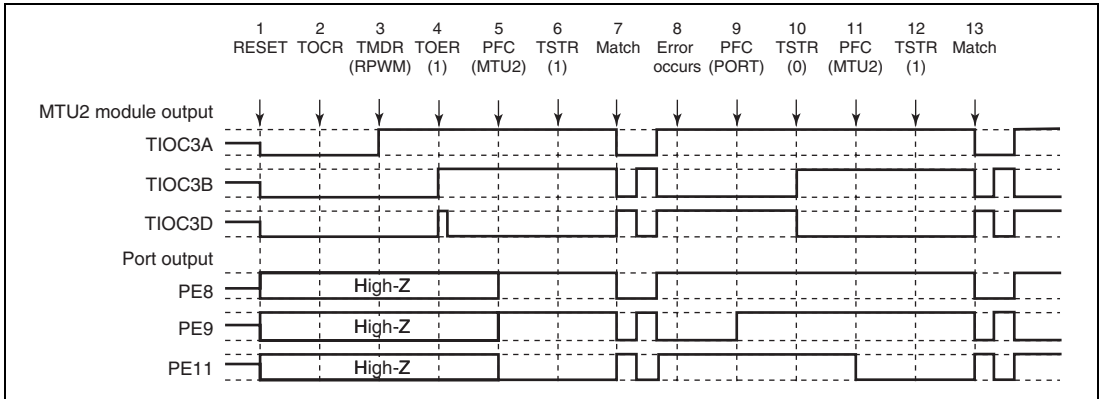 1 2 3 4 5 6 7 8 9 10 11 12 13
RESET TOCR TMDR TOER PFC TSTR Match Error PFC TSTR PFC TSTR Match
(RPWM) (1) (MTU2) (1) occurs (PORT) (0) (MTU2) (1)
MTU2 module output
TIOC3A
TIOC3B
TIOC3D
Port output
PE8 High-Z
PE9 High-Z
PE11 High-Z